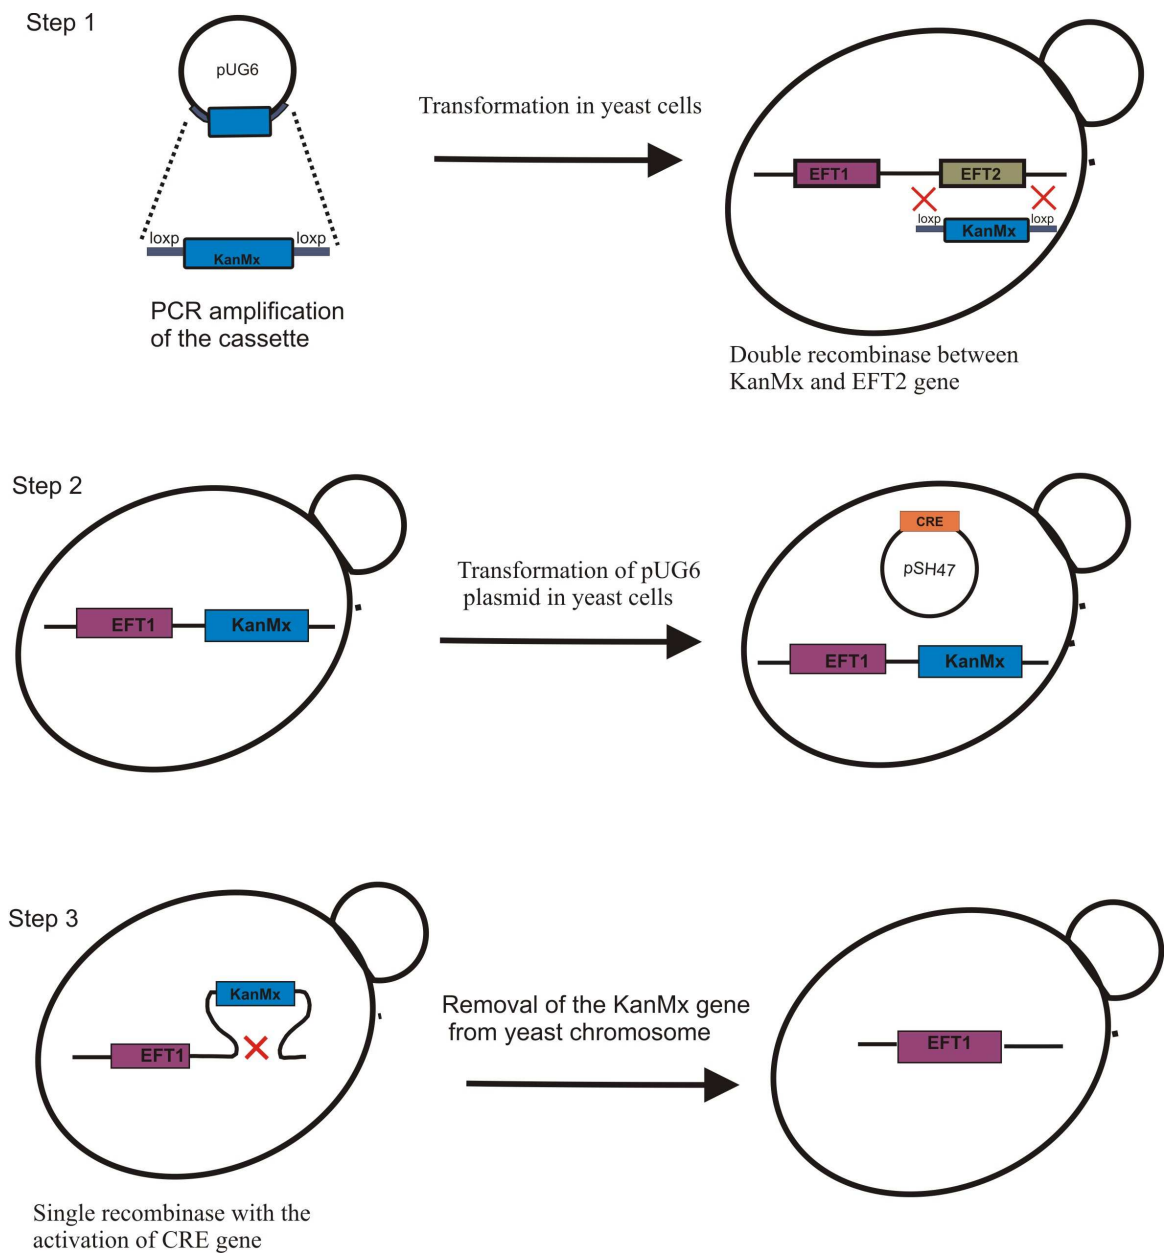 Step 1
pUG6
Transformation in yeast cells
EFT1
EFT2
loxp
loxp
KanMx
loxp
loxp
KanMx
PCR amplification
of the cassette
Double recombinase between
KanMx and EFT2 gene
Step 2
CRE
pSH47
Transformation of pUG6
plasmid in yeast cells
EFT1
KanMx
EFT1
KanMx
Step 3
KanMx
EFT1
Removal of the KanMx gene
from yeast chromosome
EFT1
Single recombinase with the
activation of CRE gene